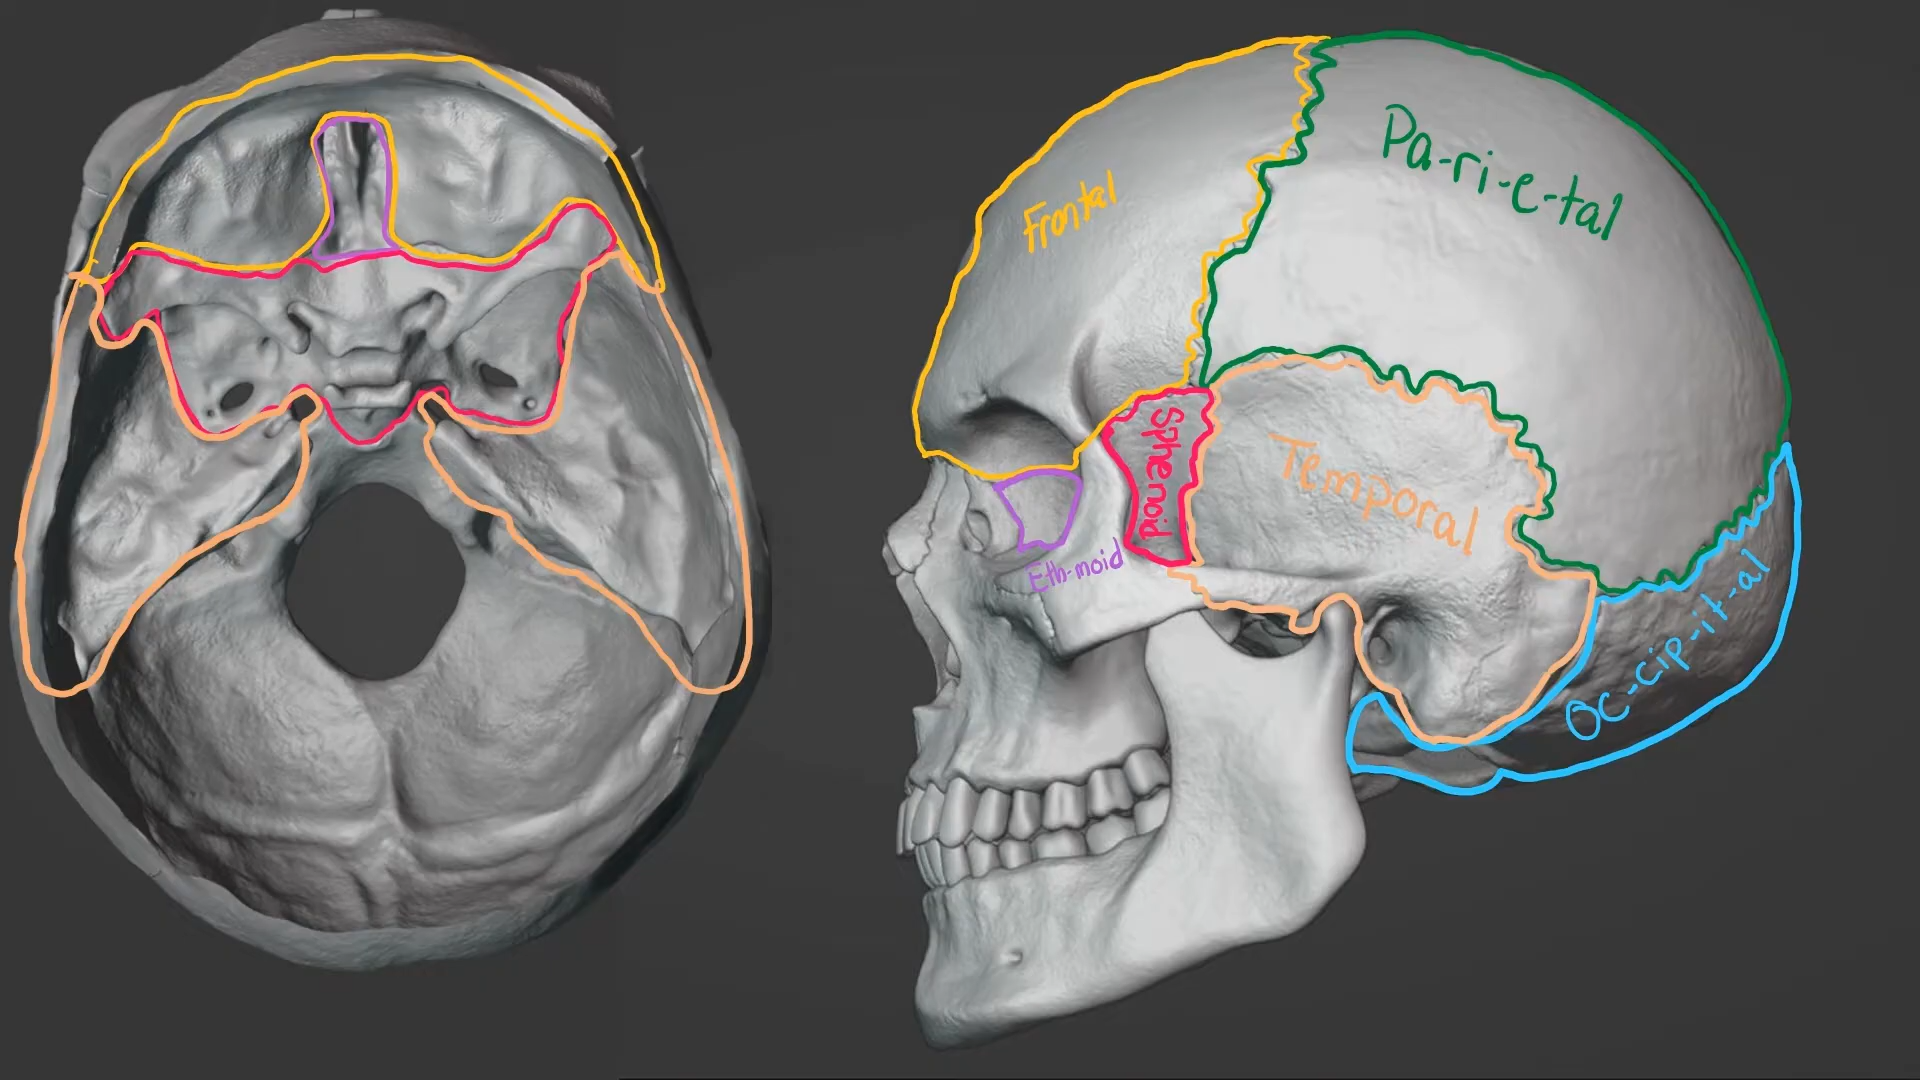 Pa-ri-e-tal
Frontal
Sphenoid
Temporal
Eth-moid
Oc-cip-it-al